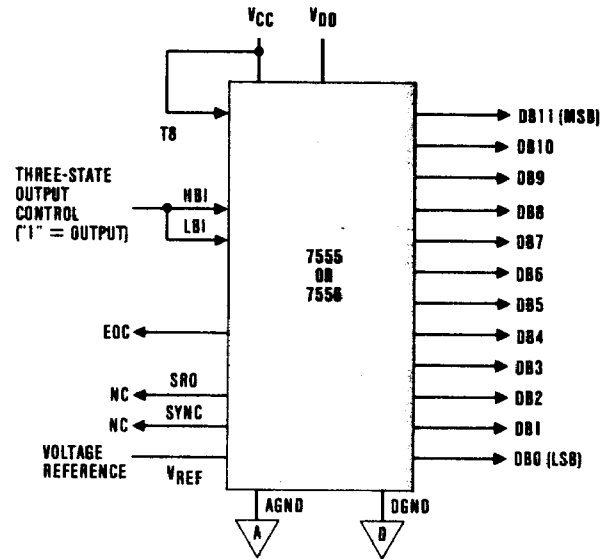 VCC
VDD
T8
THREE-STATE
OUTPUT
CONTROL
("1" = OUTPUT)
HBI
LBI
EOC
NC
SRO
NC
SYNC
VOLTAGE
REFERENCE
VREF
7555
OR
7556
DB11 (MSB)
DB10
DB9
DB8
DB7
DB6
DB5
DB4
DB3
DB2
DB1
DB0 (LSB)
AGND
DGND
A
D